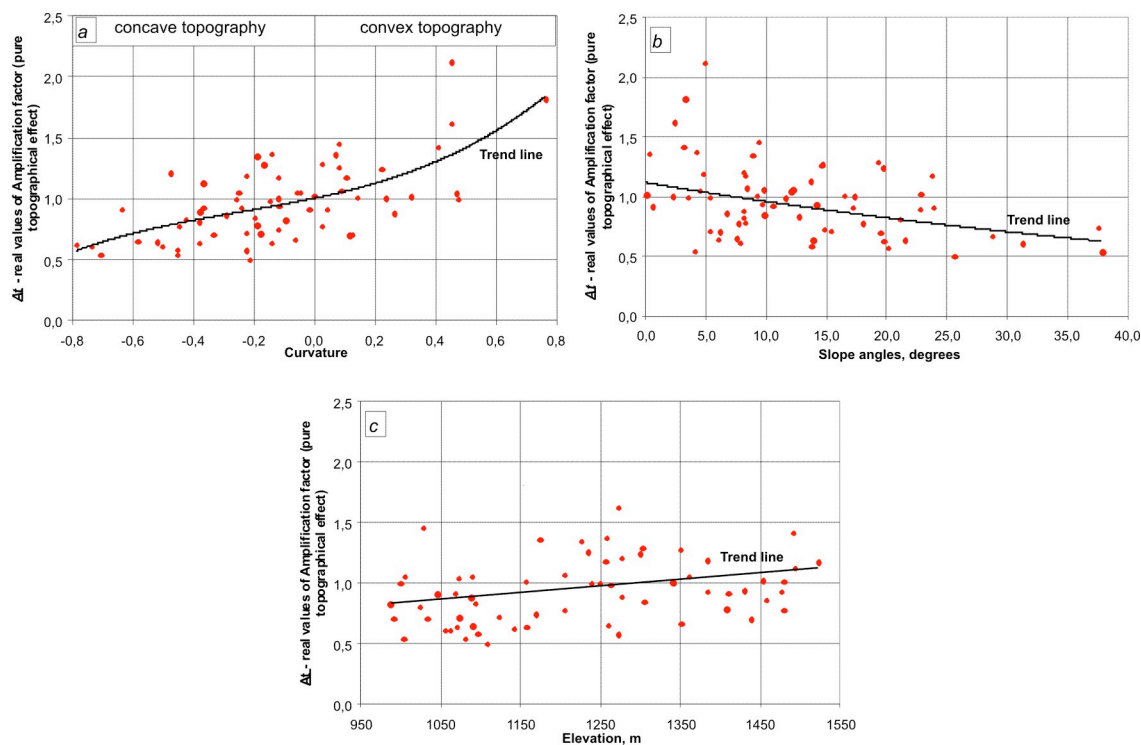 a
concave topography
convex topography
At - real values of Amplification factor (pure
topographical effect)
2,5
2,0
1,5
1,0
0,5
0,0
Trend line
-0,8
-0,6
-0,4
-0,2
0,0
0,2
0,4
0,6
0,8
Curvature
b
At - real values of Amplification factor (pure
topographical effect)
2,5
2,0
1,5
1,0
0,5
0,0
Trend line
0,0
5,0
10,0
15,0
20,0
25,0
30,0
35,0
40,0
Slope angles, degrees
c
At - real values of Amplification factor (pure
topographical effect)
2,5
2,0
1,5
1,0
0,5
0,0
Trend line
950
1050
1150
1250
1350
1450
1550
Elevation, m